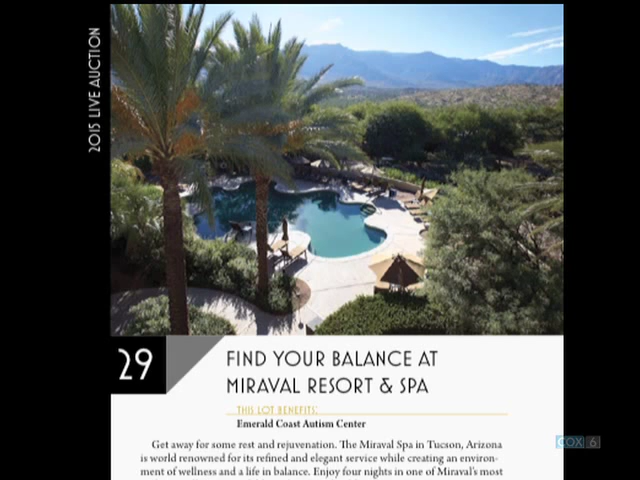 2015 LIVE AUCTION
29
FIND YOUR BALANCE AT
MIRAVAL RESORT & SPA
THIS LOT BENEFITS:
Emerald Coast Autism Center
Get away for some rest and rejuvenation. The Miraval Spa in Tucson, Arizona
is world renowned for its refined and elegant service while creating an environ-
ment of wellness and a life in balance. Enjoy four nights in one of Miraval's most
COX 6